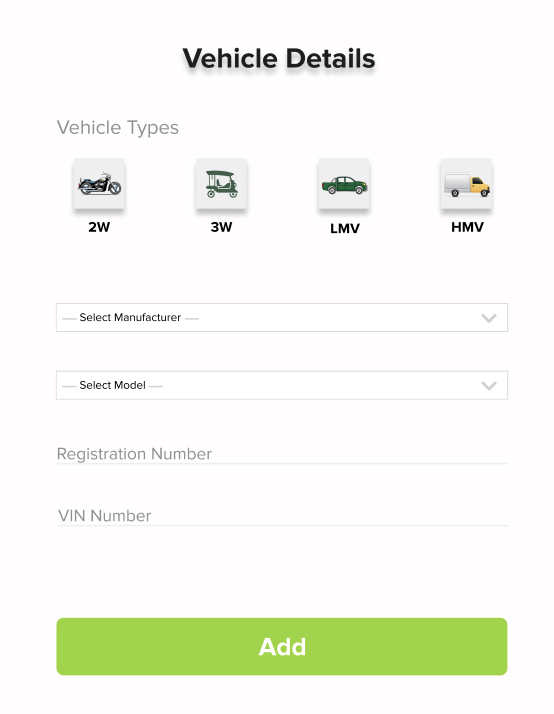 Vehicle Details
Vehicle Types
2W 3W LMV HMV
— Select Manufacturer —
— Select Model —
Registration Number
VIN Number
Add